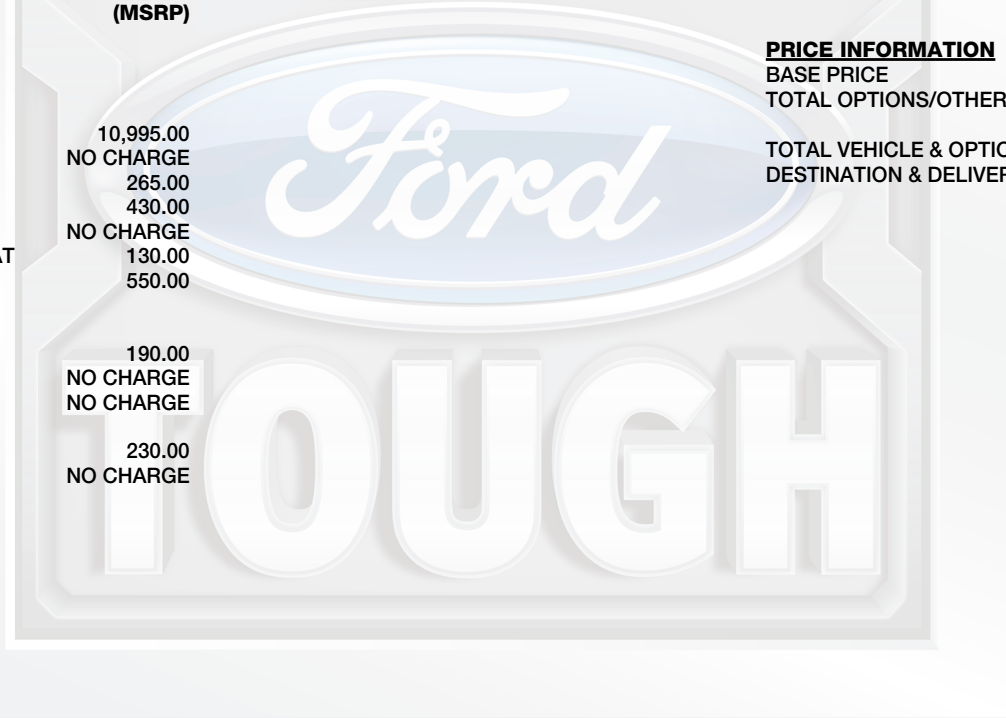 (MSRP)
10,995.00
NO CHARGE
265.00
430.00
NO CHARGE
130.00
550.00
190.00
NO CHARGE
NO CHARGE
230.00
NO CHARGE
PRICE INFORMATION
BASE PRICE
TOTAL OPTIONS/OTHER
TOTAL VEHICLE & OPTIO
DESTINATION & DELIVER
Ford
TOUGH